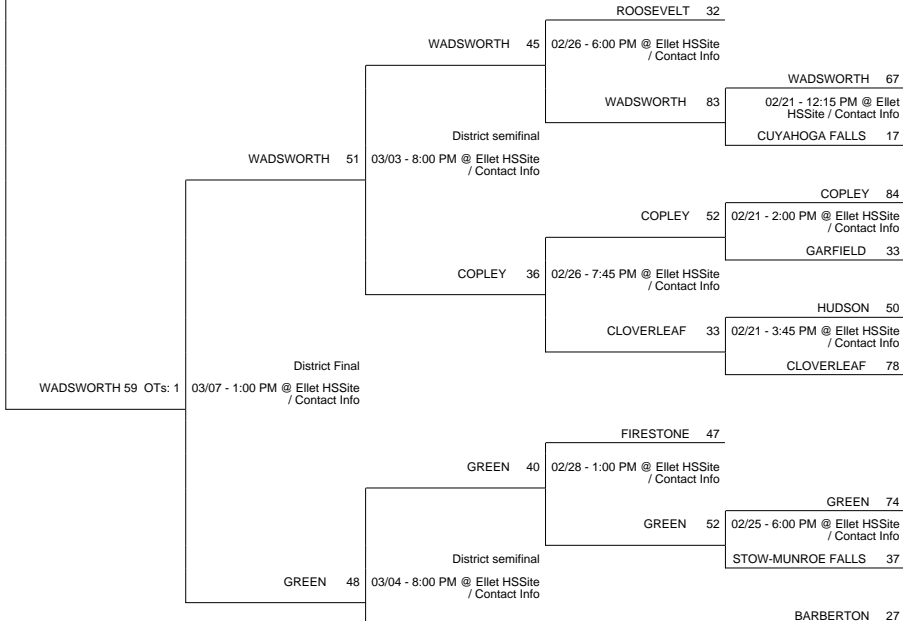 ROOSEVELT 32
WADSWORTH 45
02/26 - 6:00 PM @ Ellet HSSite
/ Contact Info
WADSWORTH 67
WADSWORTH 83
02/21 - 12:15 PM @ Ellet
HSSite / Contact Info
CUYAHOGA FALLS 17
District semifinal
WADSWORTH 51
03/03 - 8:00 PM @ Ellet HSSite
/ Contact Info
COPLEY 84
COPLEY 52
02/21 - 2:00 PM @ Ellet HSSite
/ Contact Info
GARFIELD 33
COPLEY 36
02/26 - 7:45 PM @ Ellet HSSite
/ Contact Info
HUDSON 50
CLOVERLEAF 33
02/21 - 3:45 PM @ Ellet HSSite
/ Contact Info
CLOVERLEAF 78
District Final
WADSWORTH 59 OTs: 1
03/07 - 1:00 PM @ Ellet HSSite
/ Contact Info
FIRESTONE 47
GREEN 40
02/28 - 1:00 PM @ Ellet HSSite
/ Contact Info
GREEN 74
GREEN 52
02/25 - 6:00 PM @ Ellet HSSite
/ Contact Info
STOW-MUNROE FALLS 37
District semifinal
GREEN 48
03/04 - 8:00 PM @ Ellet HSSite
/ Contact Info
BARBERTON 27